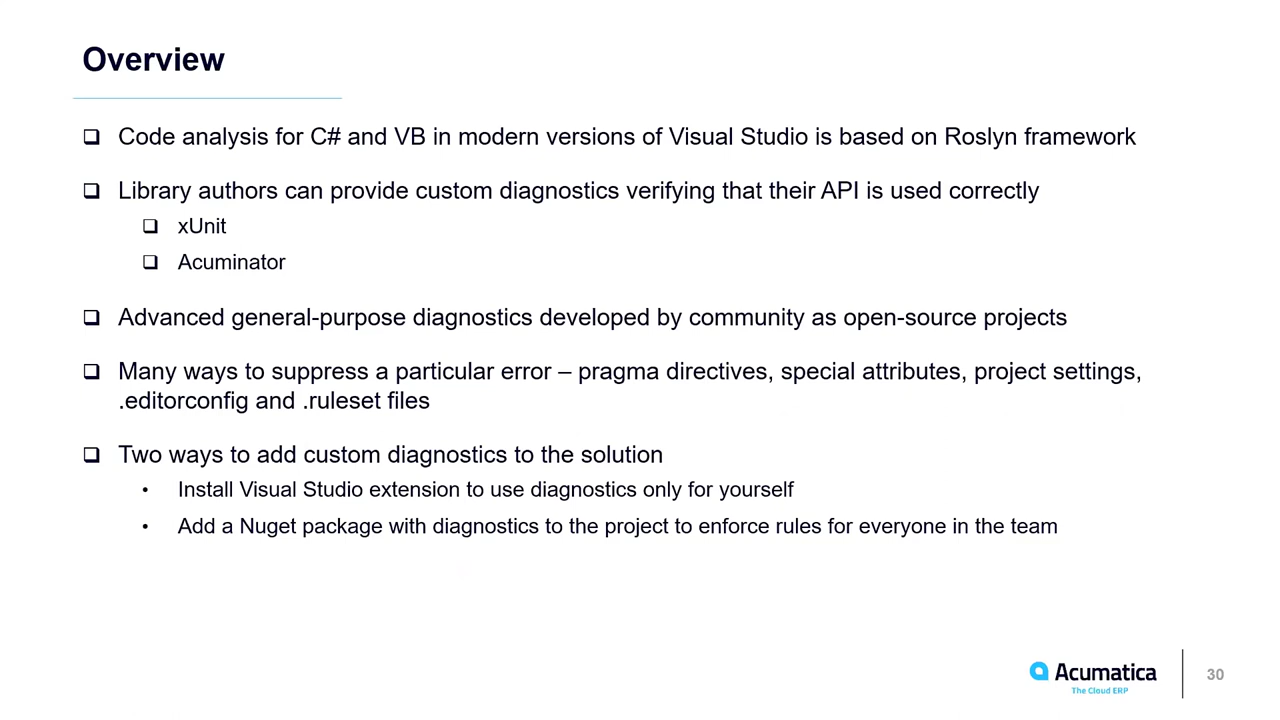 Overview
Code analysis for C# and VB in modern versions of Visual Studio is based on Roslyn framework
Library authors can provide custom diagnostics verifying that their API is used correctly
xUnit
Acuminator
Advanced general-purpose diagnostics developed by community as open-source projects
Many ways to suppress a particular error – pragma directives, special attributes, project settings,
.editorconfig and .ruleset files
Two ways to add custom diagnostics to the solution
• Install Visual Studio extension to use diagnostics only for yourself
• Add a Nuget package with diagnostics to the project to enforce rules for everyone in the team
Acumatica
The Cloud ERP
30